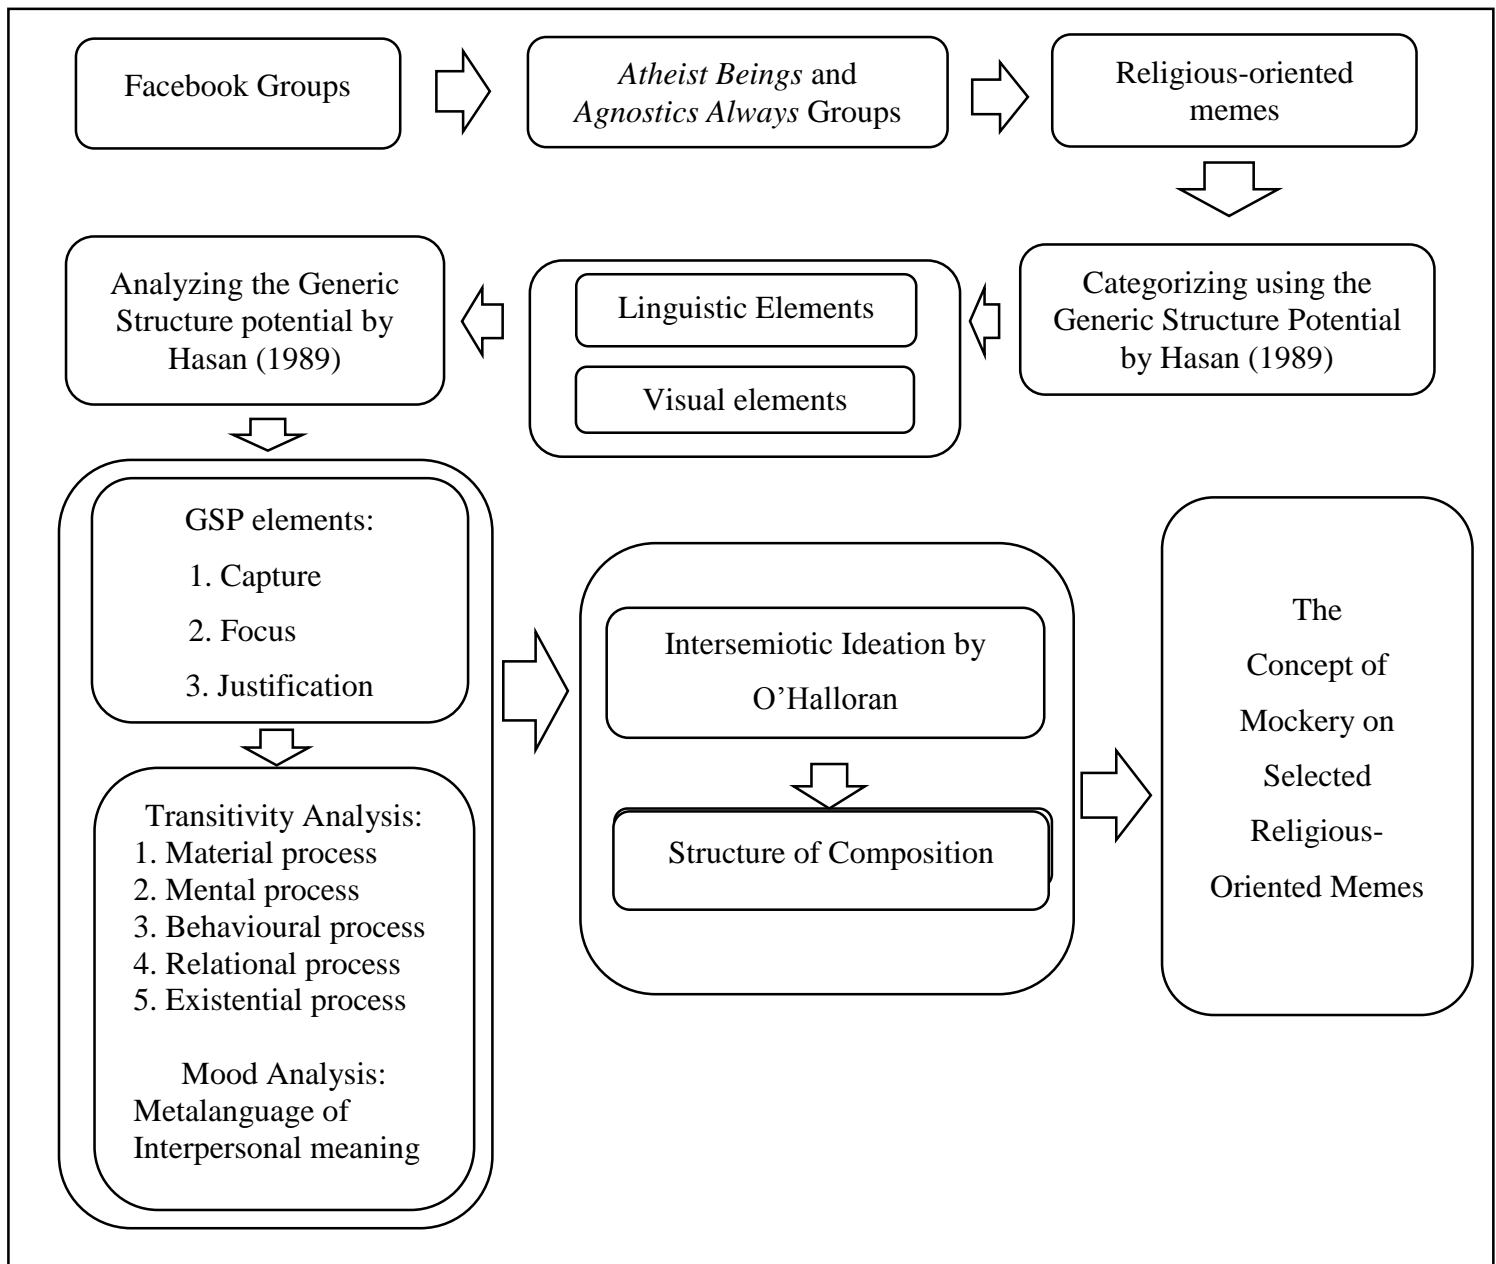 Facebook Groups
Atheist Beings and
Agnostics Always Groups
Religious-oriented
memes
Categorizing using the
Generic Structure Potential
by Hasan (1989)
Linguistic Elements
Visual elements
Analyzing the Generic
Structure potential by
Hasan (1989)
GSP elements:
1. Capture
2. Focus
3. Justification
Transitivity Analysis:
1. Material process
2. Mental process
3. Behavioural process
4. Relational process
5. Existential process
Mood Analysis:
Metalanguage of
Interpersonal meaning
Intersemiotic Ideation by
O’Halloran
Structure of Composition
The
Concept of
Mockery on
Selected
Religious-
Oriented Memes